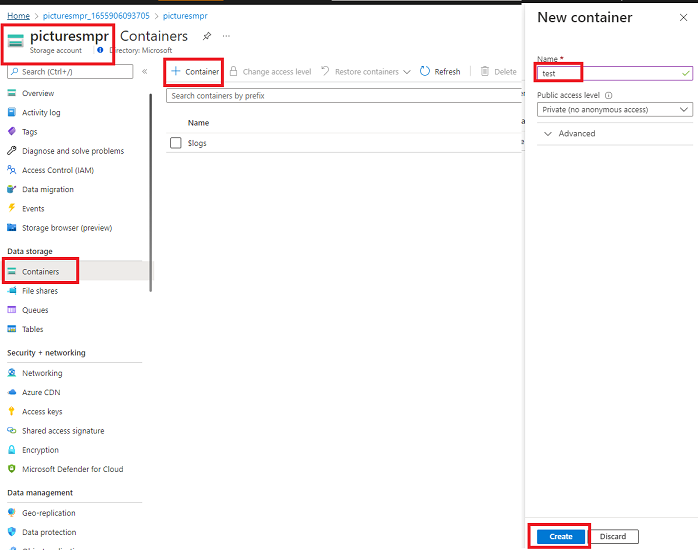 Home > picturesmpr_1655906093705 > picturesmpr
picturesmpr Containers
Storage account
Directory: Microsoft
Search (Ctrl+/)
Overview
Activity log
Tags
Diagnose and solve problems
Access Control (IAM)
Data migration
Events
Storage browser (preview)
Data storage
Containers
File shares
Queues
Tables
Security + networking
Networking
Azure CDN
Access keys
Shared access signature
Encryption
Microsoft Defender for Cloud
Data management
Geo-replication
Data protection
Container
Change access level
Restore containers
Refresh
Delete
Search containers by prefix
Name
$logs
New container
Name *
test
Public access level
Private (no anonymous access)
Advanced
Create
Discard